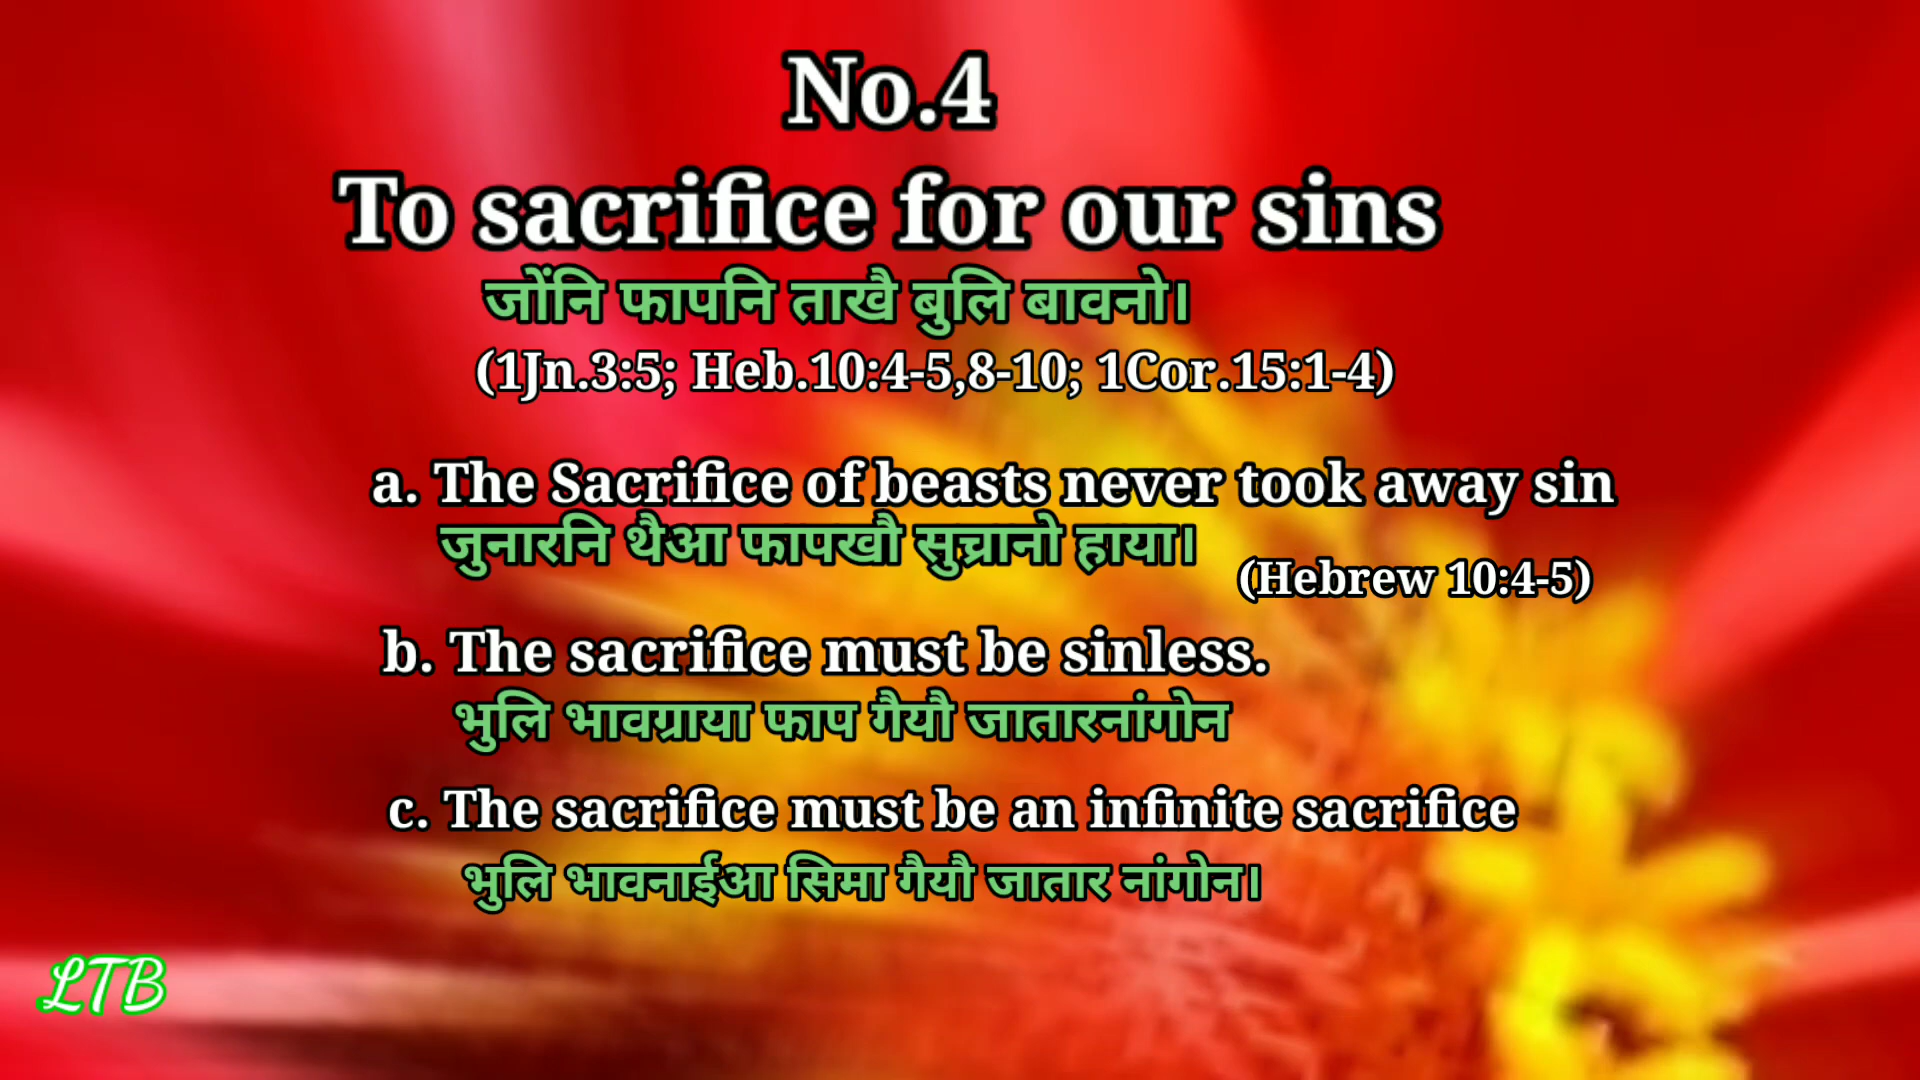 No.4
To sacrifice for our sins
जोंनि फापनि ताखै बुलि बावनो।
(1Jn.3:5; Heb.10:4-5,8-10; 1Cor.15:1-4)
a. The Sacrifice of beasts never took away sin
जुनारनि थैआ फापखौ सुच्रानो हाया।
(Hebrew 10:4-5)
b. The sacrifice must be sinless.
भुलि भावग्राया फाप गैयौ जातारनांगोन
c. The sacrifice must be an infinite sacrifice
भुलि भावनाईआ सिमा गैयौ जातार नांगोन।
LTB